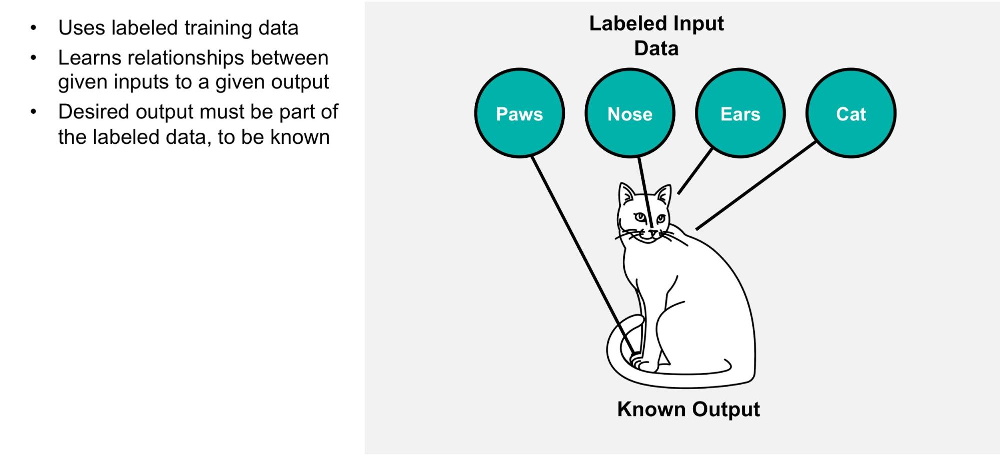 • Uses labeled training data
• Learns relationships between
given inputs to a given output
• Desired output must be part of
the labeled data, to be known
Labeled Input
Data
Paws
Nose
Ears
Cat
Known Output